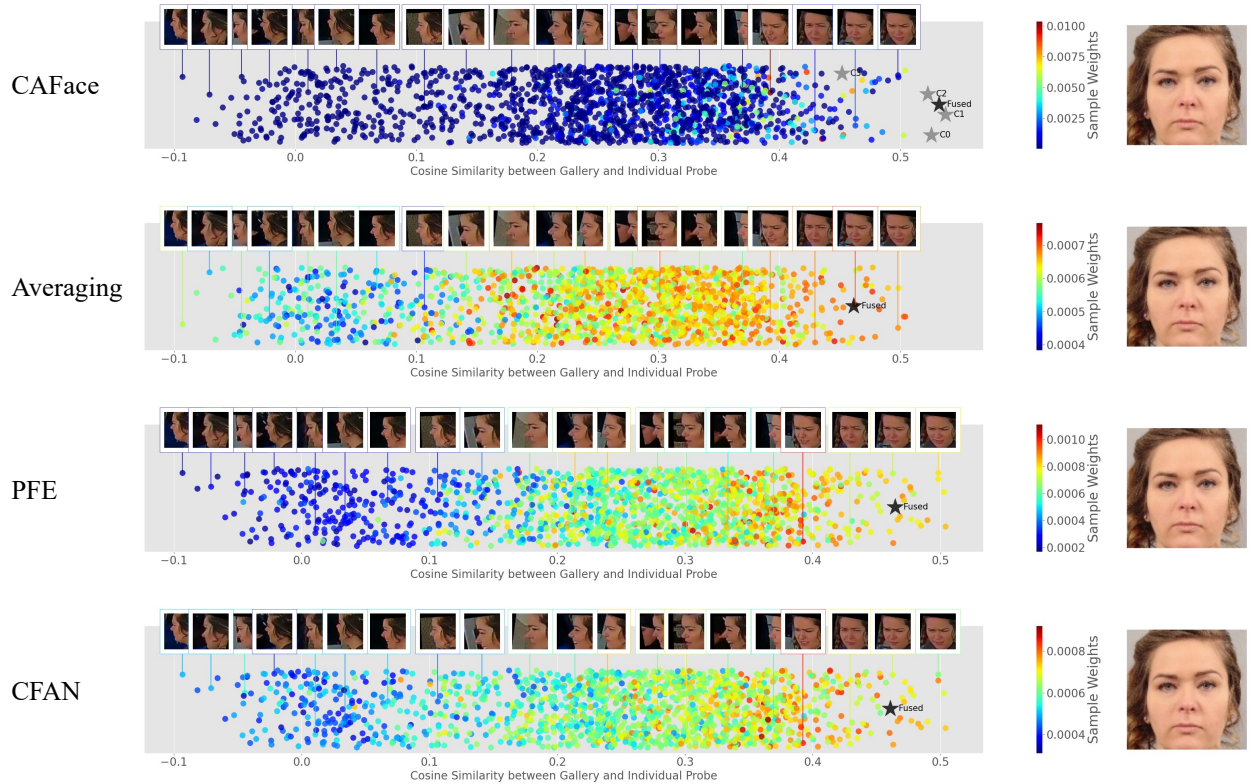 CAFace
C3
C2
Fused
C1
C0
−0.1 0.0 0.1 0.2 0.3 0.4 0.5
Cosine Similarity between Gallery and Individual Probe
0.0100
0.0075
0.0050
0.0025
Sample Weights
Averaging
Fused
−0.1 0.0 0.1 0.2 0.3 0.4 0.5
Cosine Similarity between Gallery and Individual Probe
0.0007
0.0006
0.0005
0.0004
Sample Weights
PFE
Fused
−0.1 0.0 0.1 0.2 0.3 0.4 0.5
Cosine Similarity between Gallery and Individual Probe
0.0010
0.0008
0.0006
0.0004
0.0002
Sample Weights
CFAN
Fused
−0.1 0.0 0.1 0.2 0.3 0.4 0.5
Cosine Similarity between Gallery and Individual Probe
0.0008
0.0006
0.0004
Sample Weights